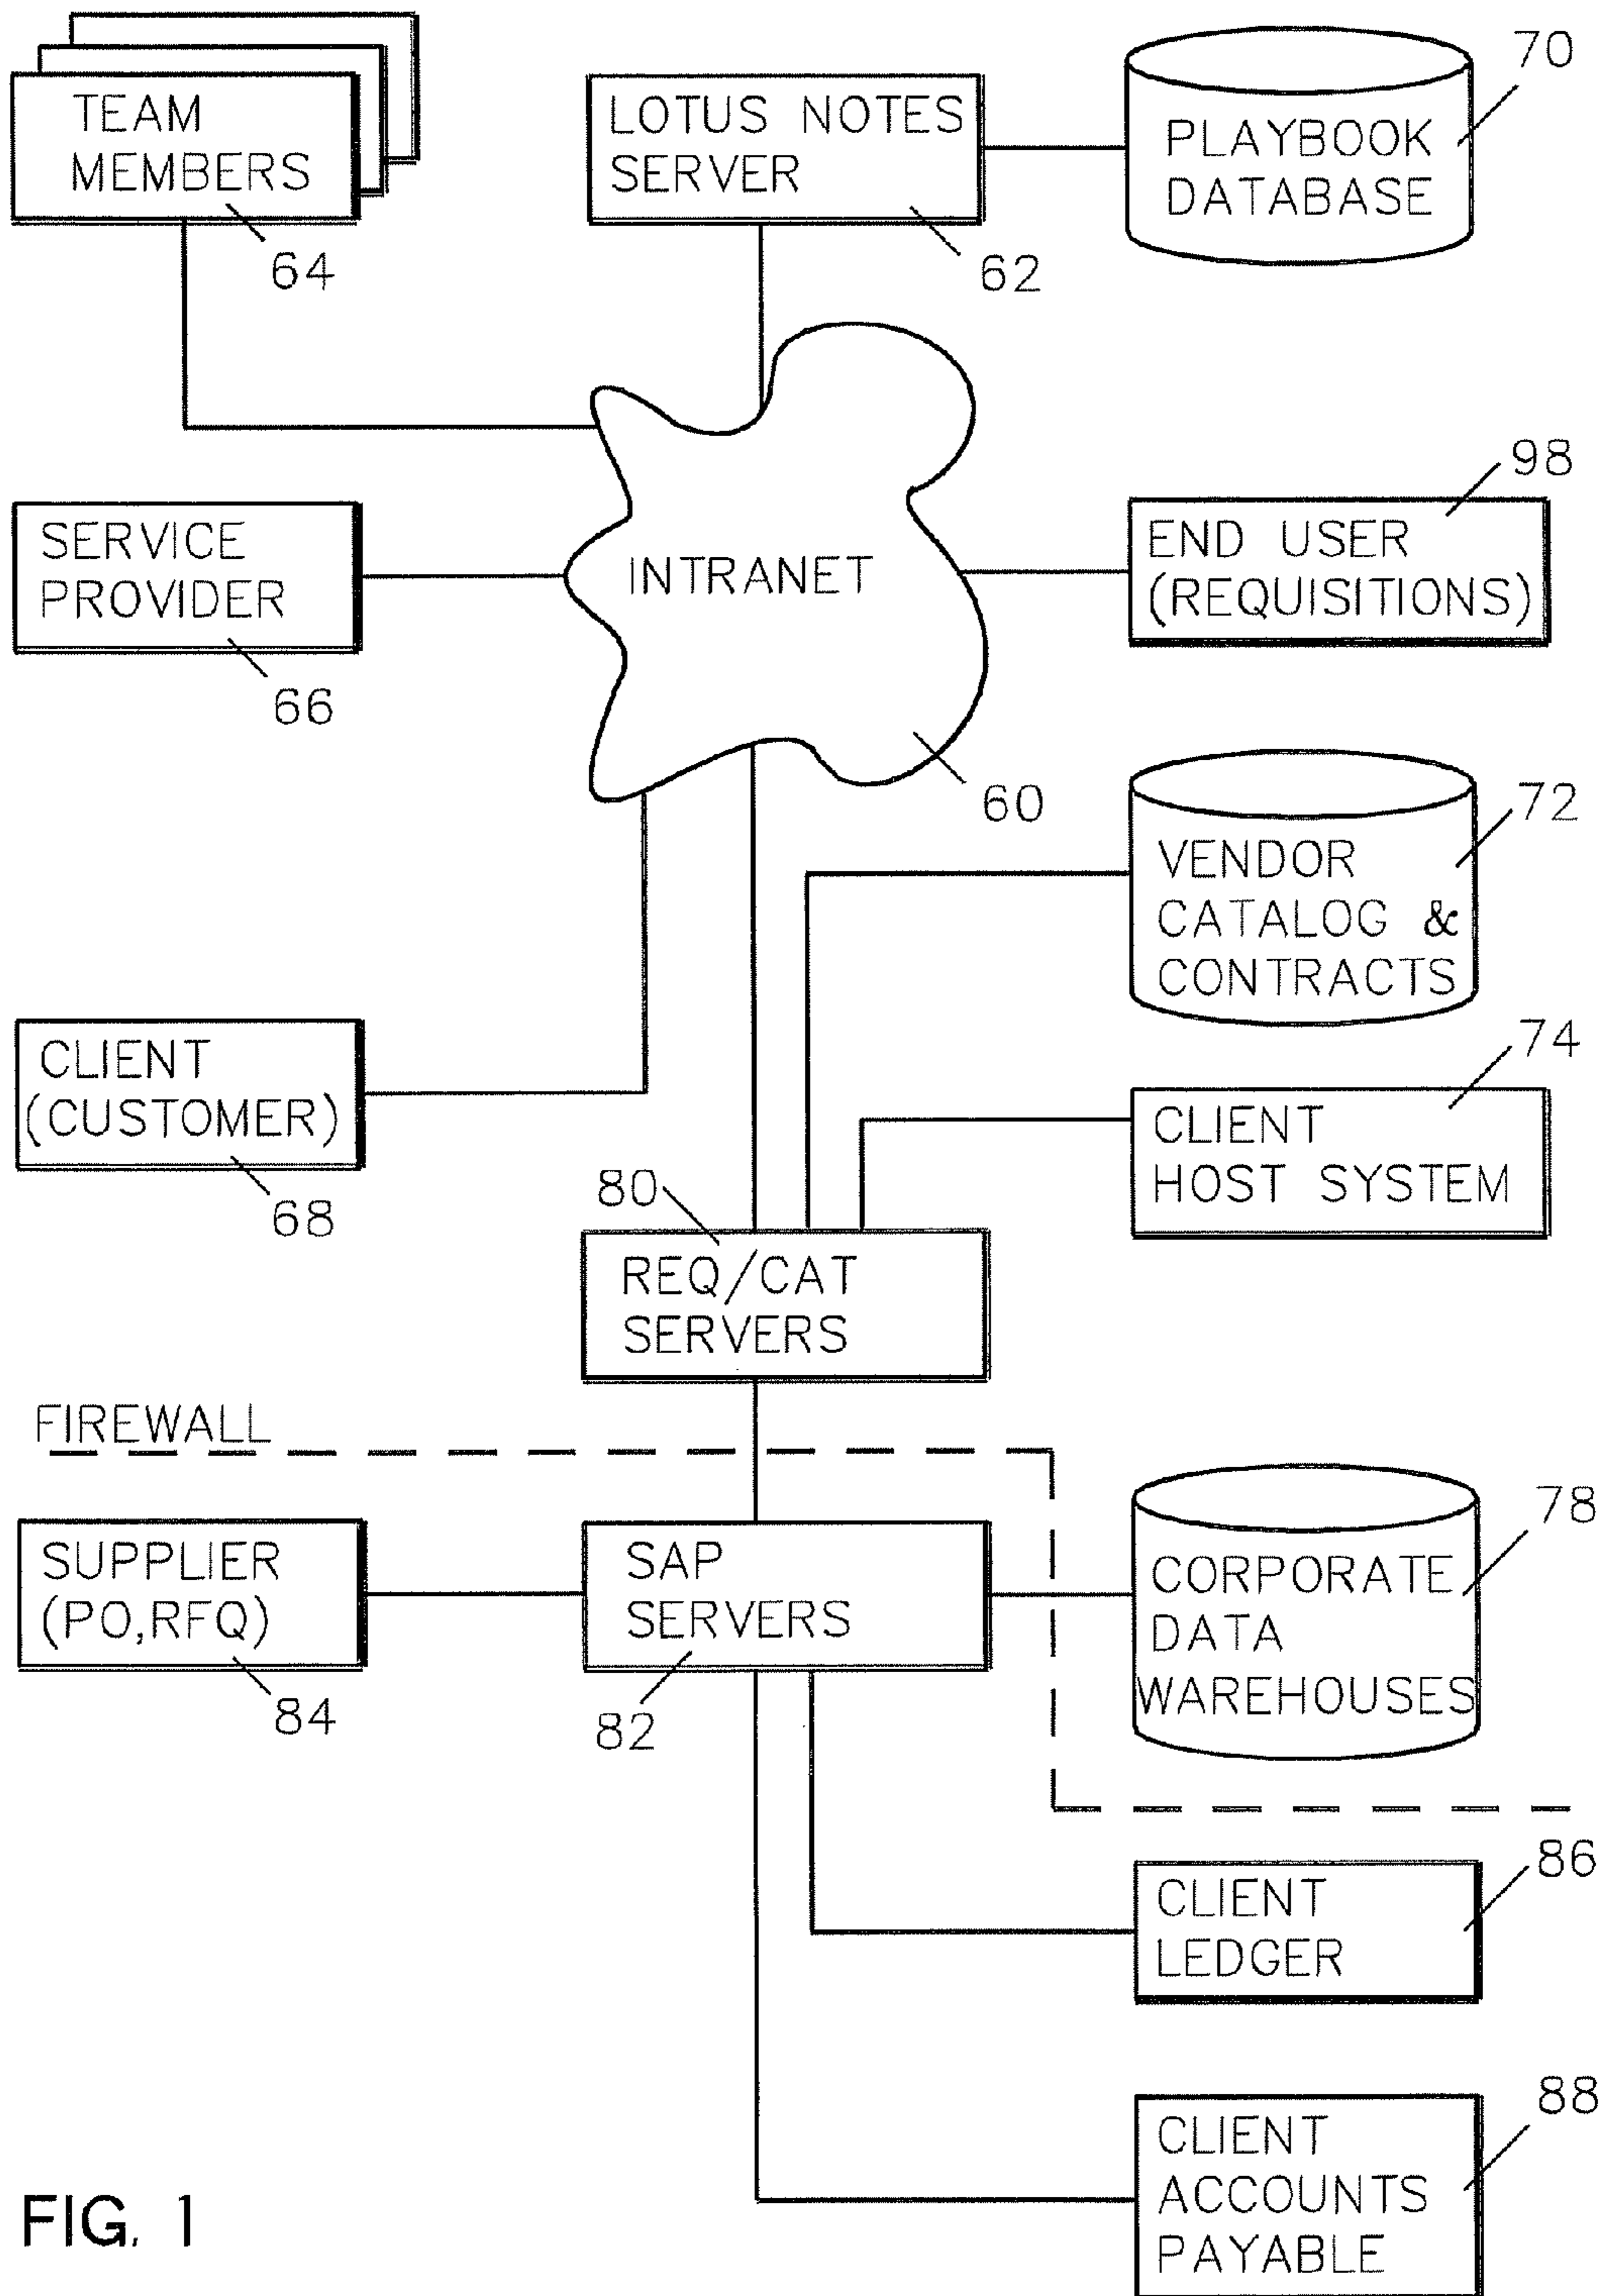 TEAM
MEMBERS
64
LOTUS NOTES
SERVER
62
PLAYBOOK
DATABASE
70
SERVICE
PROVIDER
66
INTRANET
60
END USER
(REQUISITIONS)
98
VENDOR
CATALOG &
CONTRACTS
72
CLIENT
(CUSTOMER)
68
CLIENT
HOST SYSTEM
74
80
REQ/CAT
SERVERS
FIREWALL
SUPPLIER
(PO,RFQ)
84
SAP
SERVERS
82
CORPORATE
DATA
WAREHOUSES
78
CLIENT
LEDGER
86
CLIENT
ACCOUNTS
PAYABLE
88
FIG. 1